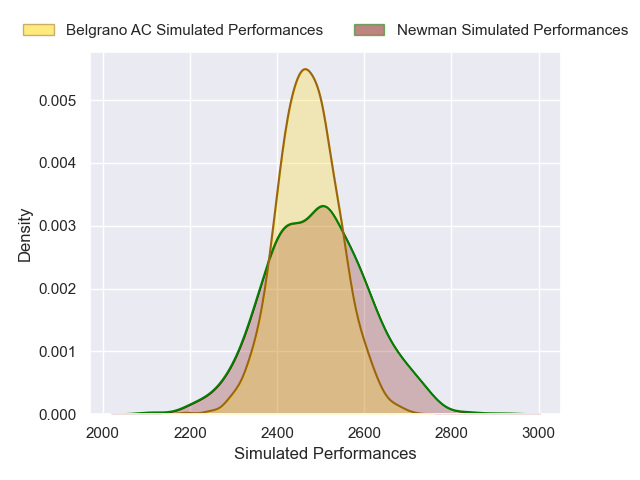 Belgrano AC Simulated Performances
Newman Simulated Performances
0.005
0.004
0.003
0.002
0.001
0.000
Density
2000 2200 2400 2600 2800 3000
Simulated Performances